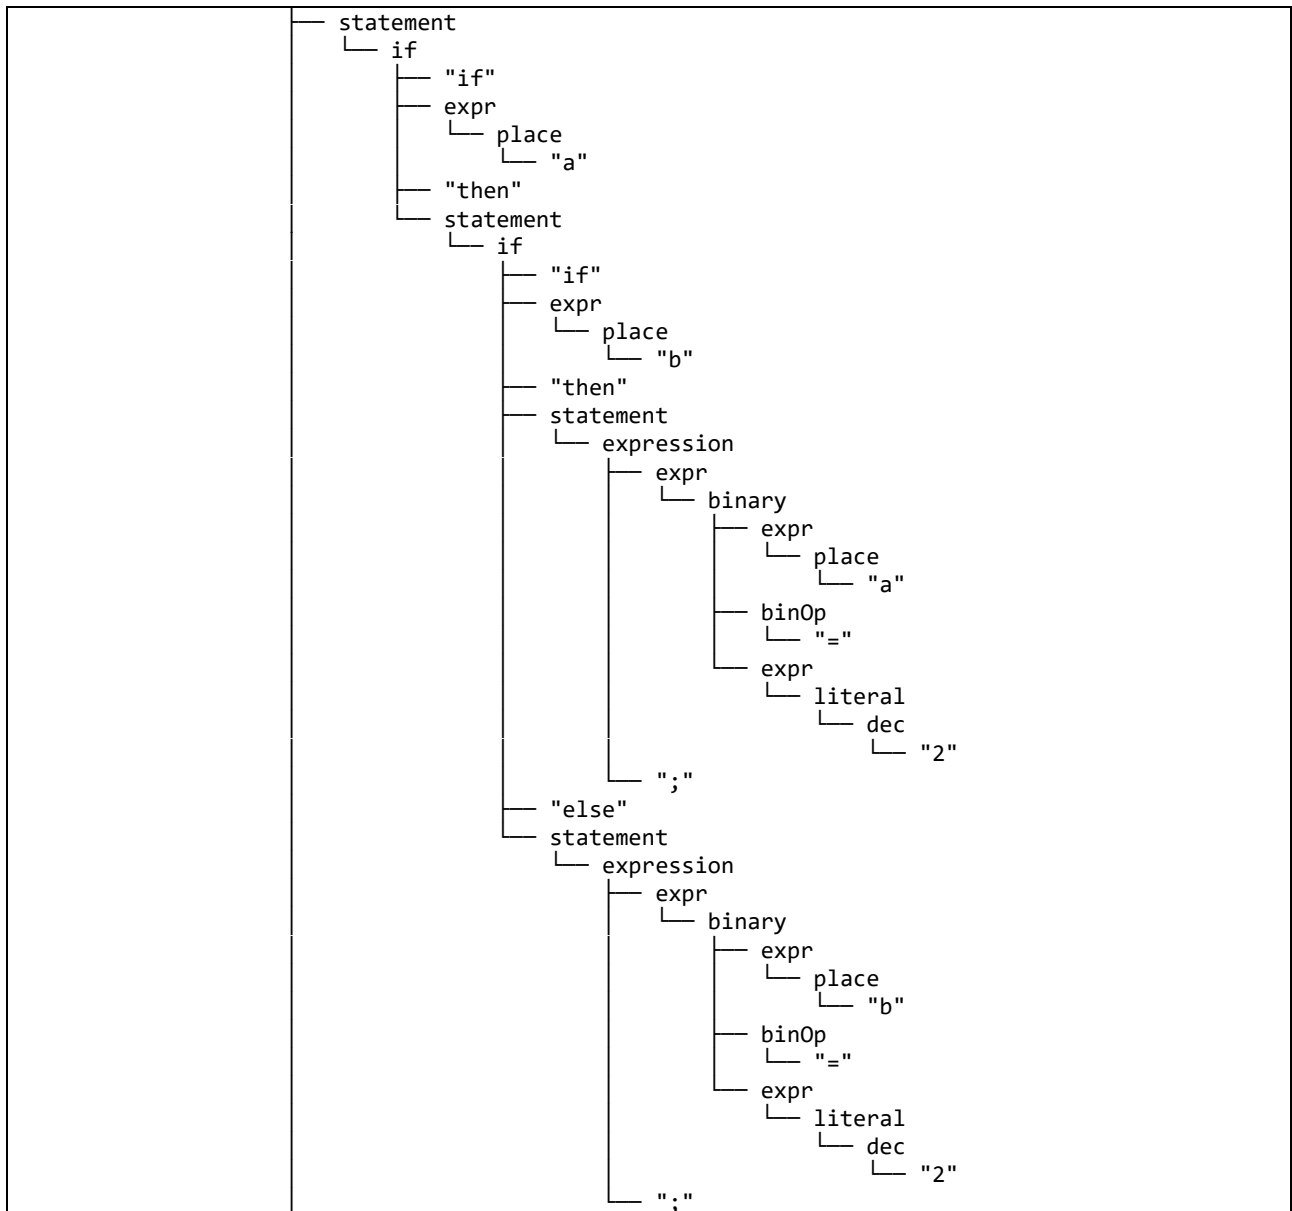 statement
if
"if"
expr
place
"a"
"then"
statement
if
"if"
expr
place
"b"
"then"
statement
expression
expr
binary
expr
place
"a"
binOp
"="
expr
literal
dec
"2"
";"
"else"
statement
expression
expr
binary
expr
place
"b"
binOp
"="
expr
literal
dec
"2"
";"